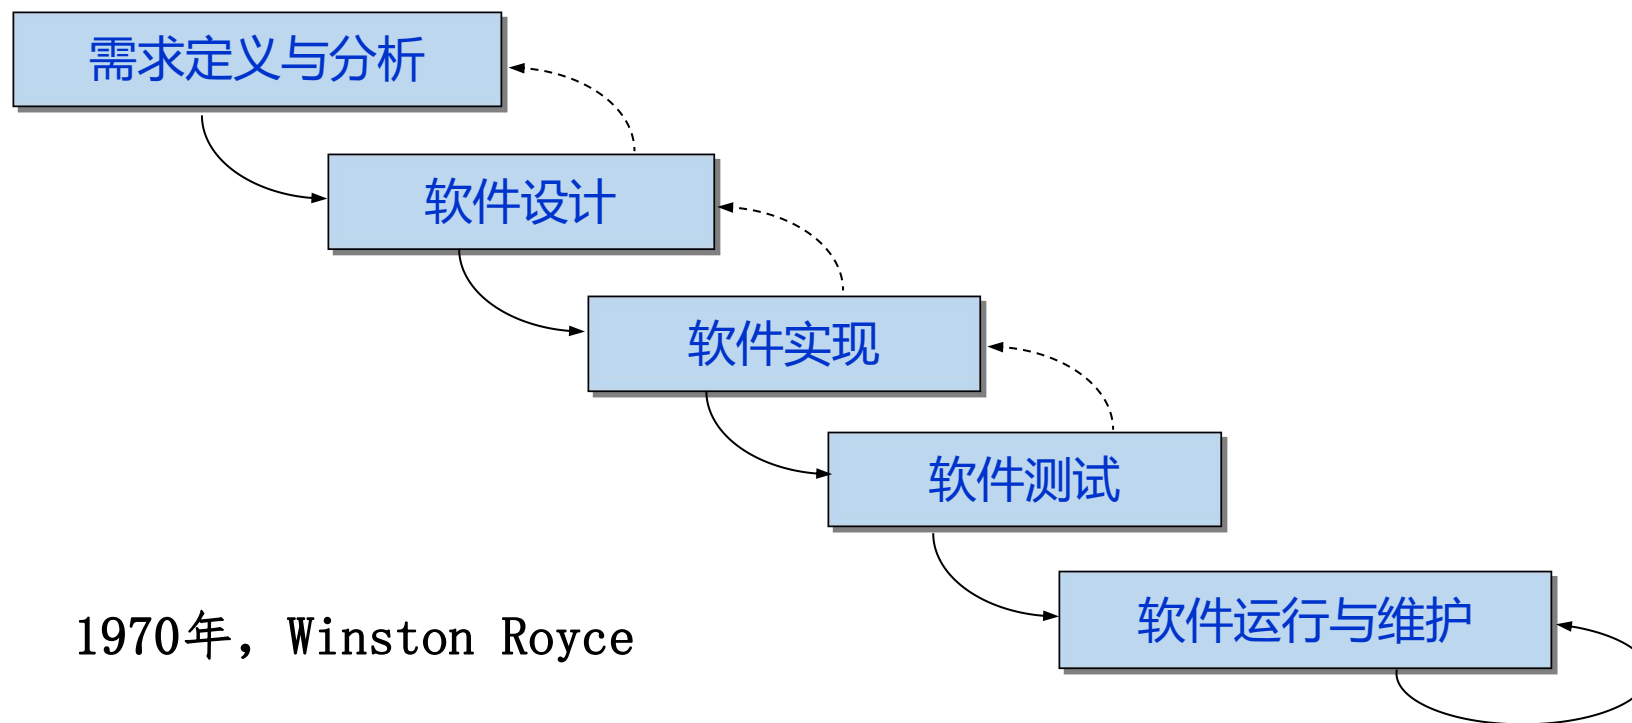 需求定义与分析
软件设计
软件实现
软件测试
软件运行与维护
1970年，Winston Royce